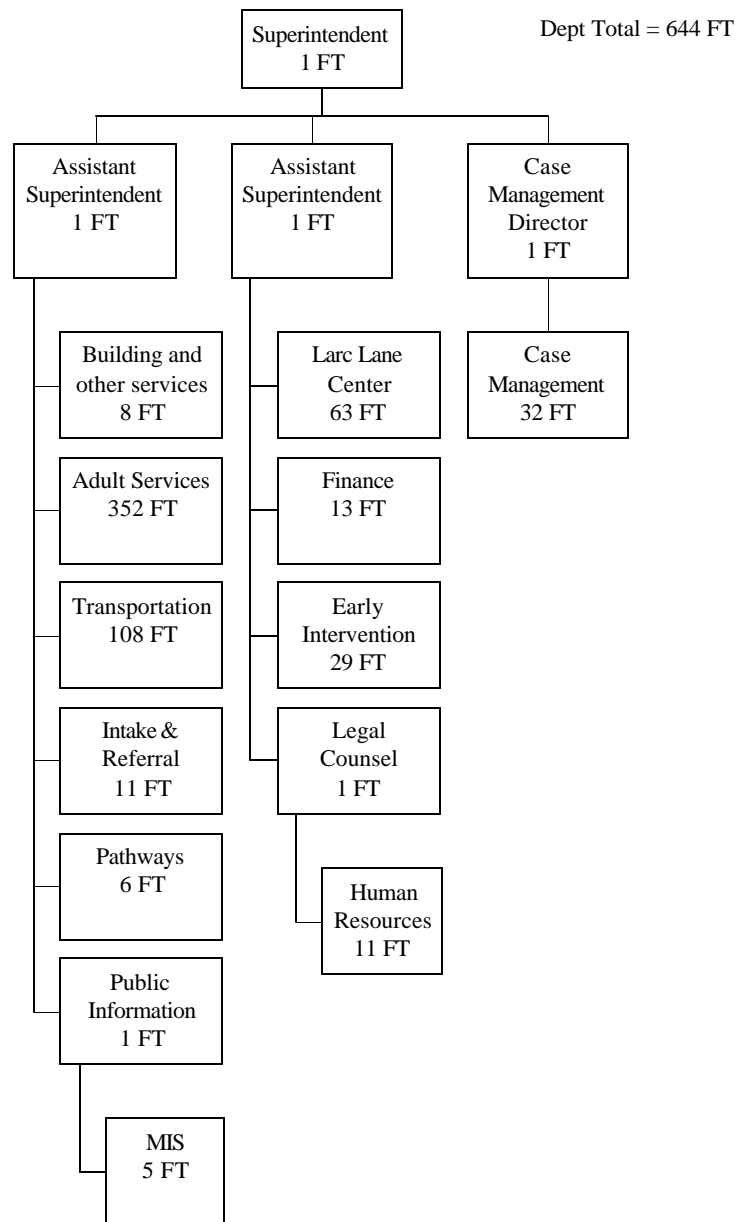 Superintendent
1 FT
Dept Total = 644 FT
Assistant
Superintendent
1 FT
Assistant
Superintendent
1 FT
Case
Management
Director
1 FT
Building and
other services
8 FT
Larc Lane
Center
63 FT
Case
Management
32 FT
Adult Services
352 FT
Finance
13 FT
Transportation
108 FT
Early
Intervention
29 FT
Intake &
Referral
11 FT
Legal
Counsel
1 FT
Pathways
6 FT
Human
Resources
11 FT
Public
Information
1 FT
MIS
5 FT